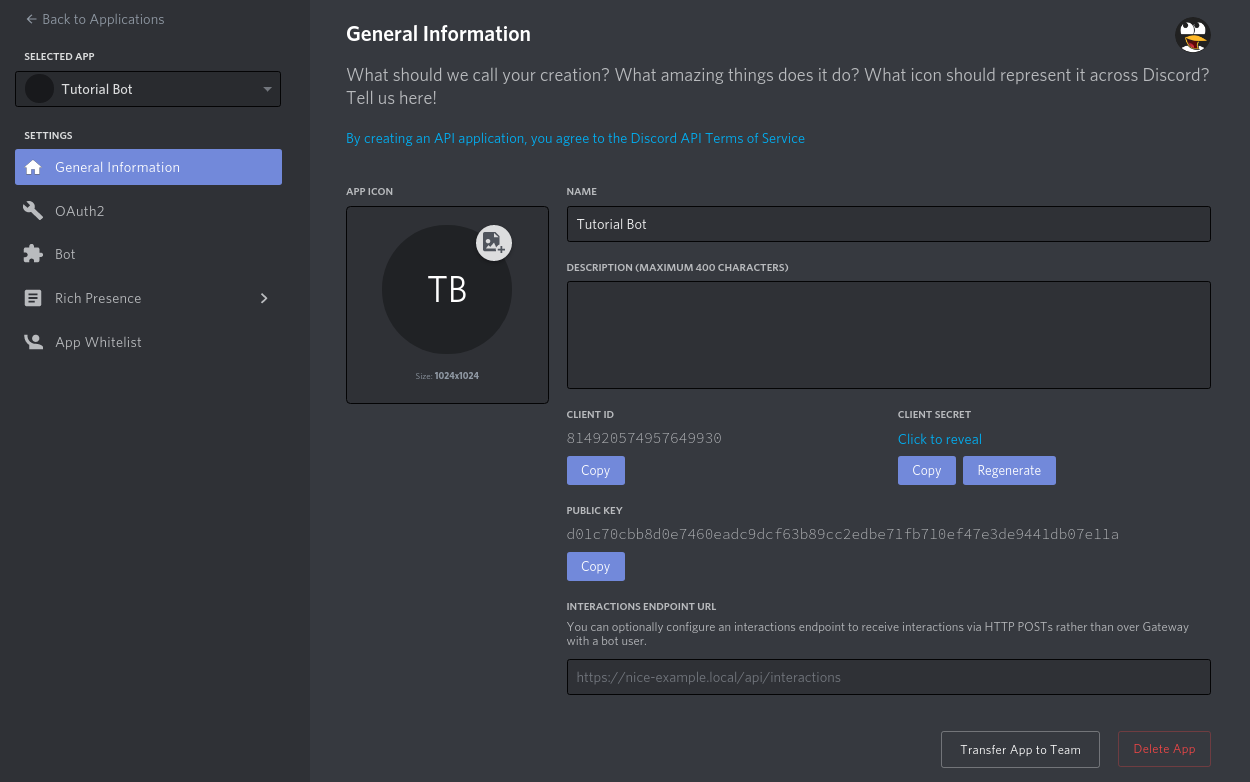 Back to Applications
SELECTED APP
Tutorial Bot
SETTINGS
General Information
OAuth2
Bot
Rich Presence
App Whitelist
General Information
What should we call your creation? What amazing things does it do? What icon should represent it across Discord?
Tell us here!
By creating an API application, you agree to the Discord API Terms of Service
APP ICON
TB
Size: 1024x1024
NAME
Tutorial Bot
DESCRIPTION (MAXIMUM 400 CHARACTERS)
CLIENT ID
814920574957649930
Copy
CLIENT SECRET
Click to reveal
Copy Regenerate
PUBLIC KEY
d01c70cbb8d0e7460eadc9dcf63b89cc2edbe71fb710ef47e3de9441db07e11a
Copy
INTERACTIONS ENDPOINT URL
You can optionally configure an interactions endpoint to receive interactions via HTTP POSTs rather than over Gateway
with a bot user.
https://nice-example.local/api/interactions
Transfer App to Team
Delete App